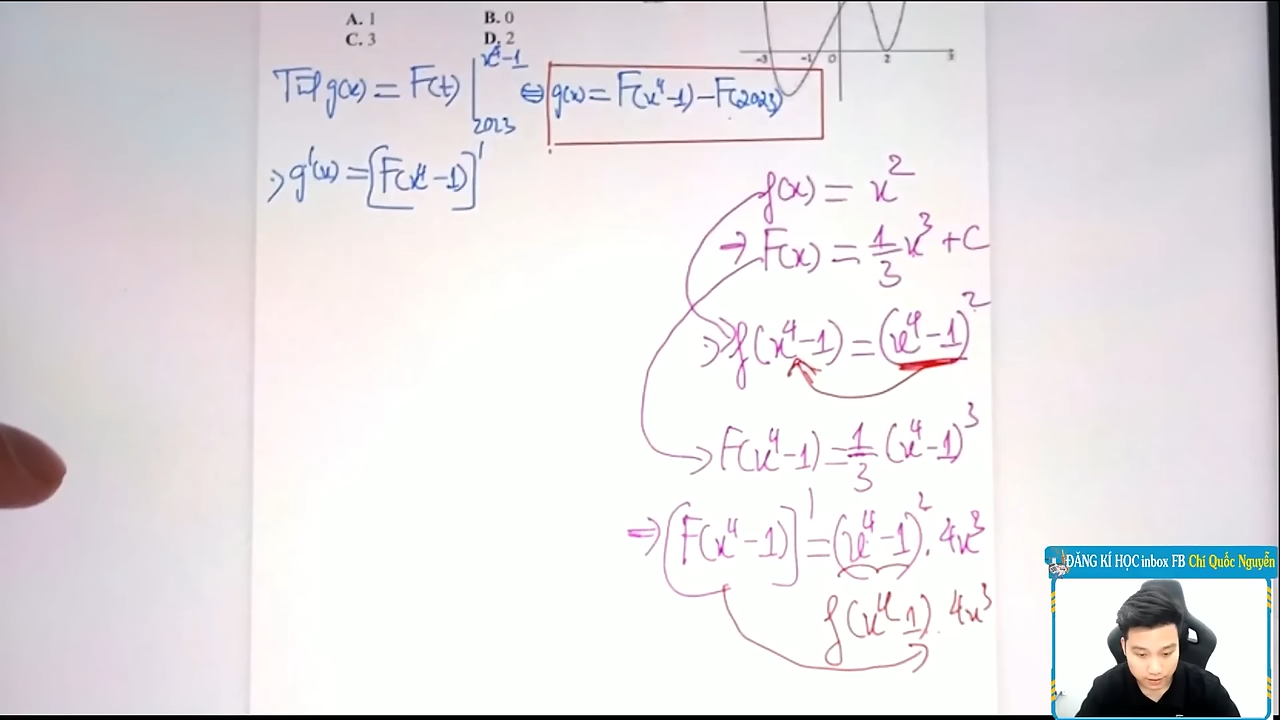 A. 1 B. 0
C. 3 D. 2
-3 -1 0 2
g(x) = F(t) |_{2023}^{x⁴-1} ⇔ g(x) = F(x⁴-1) - F(2023)
⇒ g'(x) = [F(x⁴-1)]'
f(x) = x²
⇒ F(x) = 1/3 x³ + C
⇒ f(x⁴-1) = (x⁴-1)²
F(x⁴-1) = 1/3 (x⁴-1)³
⇒ [F(x⁴-1)]' = (x⁴-1)². 4x³
f(x⁴-1). 4x³
ĐĂNG KÍ HỌC inbox FB Chí Quốc Nguyễn